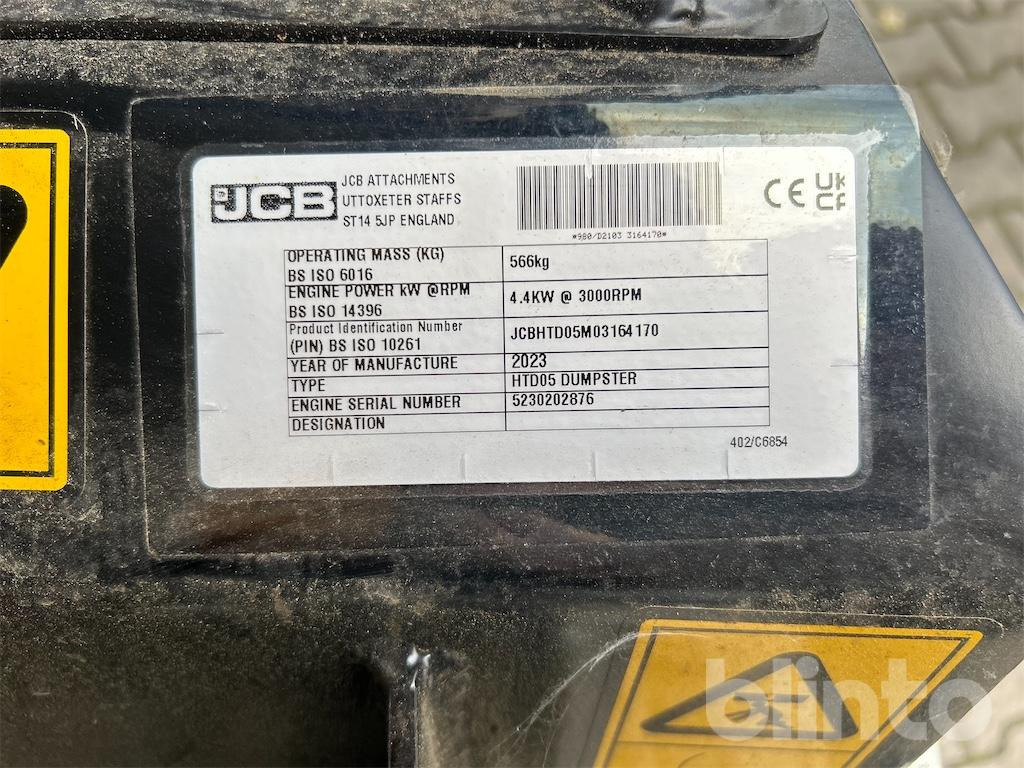 JCB
JCB ATTACHMENTS
UTTOXETER STAFFS
ST14 5JP ENGLAND
*980/D2103 3164170*
CE UK CA
OPERATING MASS (KG)
BS ISO 6016
566kg
ENGINE POWER kW @RPM
BS ISO 14396
4.4KW @ 3000RPM
Product Identification Number
(PIN) BS ISO 10261
JCBHTD05M03164170
YEAR OF MANUFACTURE
2023
TYPE
HTD05 DUMPSTER
ENGINE SERIAL NUMBER
5230202876
DESIGNATION
402/C6854
blinto